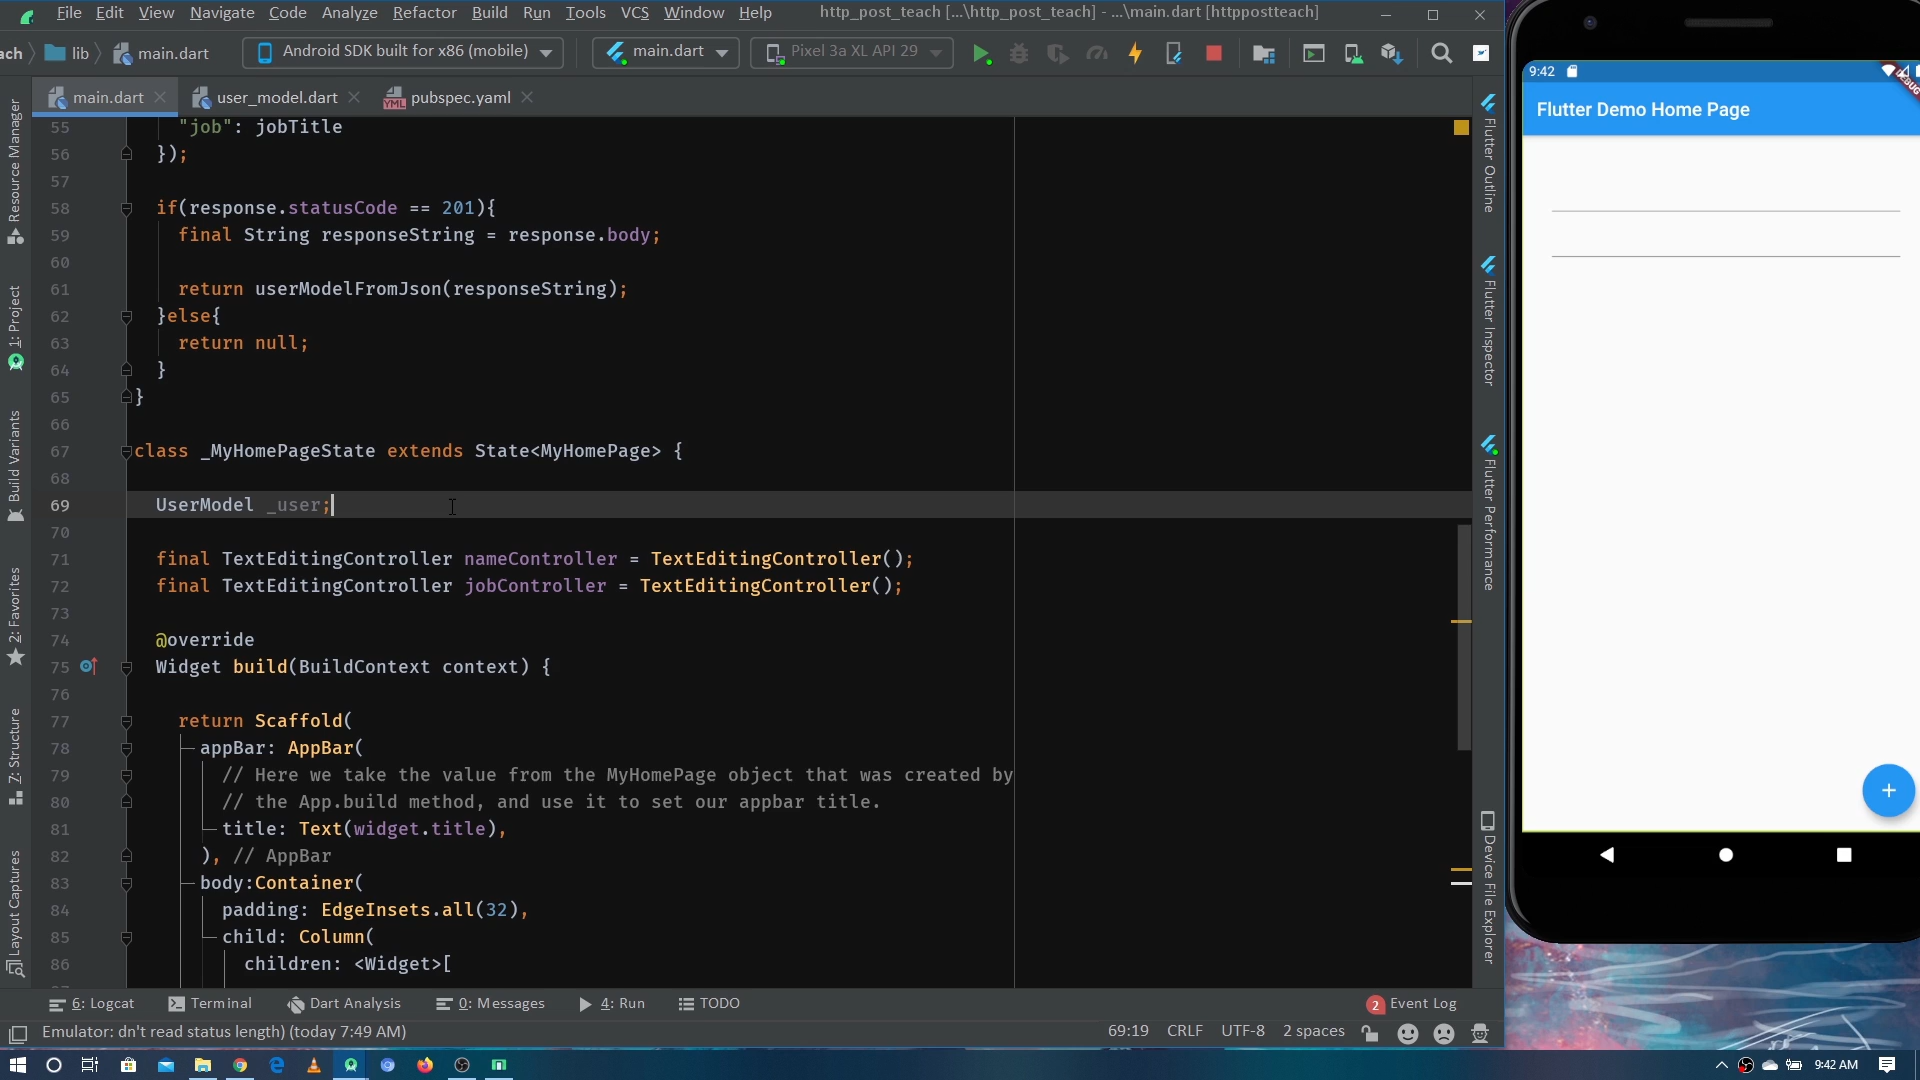 File Edit View Navigate Code Analyze Refactor Build Run Tools VCS Window Help http_post_teach [...\http_post_teach] - ...\main.dart [httppostteach]
ach lib main.dart Android SDK built for x86 (mobile) main.dart Pixel 3a XL API 29
main.dart user_model.dart pubspec.yaml
55 "job": jobTitle
56 });
57
58 if(response.statusCode == 201){
59 final String responseString = response.body;
60
61 return userModelFromJson(responseString);
62 }else{
63 return null;
64 }
65 }
66
67 class _MyHomePageState extends State<MyHomePage> {
68
69 UserModel _user;
70
71 final TextEditingController nameController = TextEditingController();
72 final TextEditingController jobController = TextEditingController();
73
74 @override
75 Widget build(BuildContext context) {
76
77 return Scaffold(
78 appBar: AppBar(
79 // Here we take the value from the MyHomePage object that was created by
80 // the App.build method, and use it to set our appbar title.
81 title: Text(widget.title),
82 ), // AppBar
83 body:Container(
84 padding: EdgeInsets.all(32),
85 child: Column(
86 children: <Widget>[
Resource Manager
1: Project
Build Variants
2: Favorites
7: Structure
Layout Captures
Flutter Outline
Flutter Inspector
Flutter Performance
Device File Explorer
6: Logcat Terminal Dart Analysis 0: Messages 4: Run TODO 2 Event Log
Emulator: dn't read status length) (today 7:49 AM) 69:19 CRLF UTF-8 2 spaces
9:42
DEBUG
Flutter Demo Home Page
9:42 AM